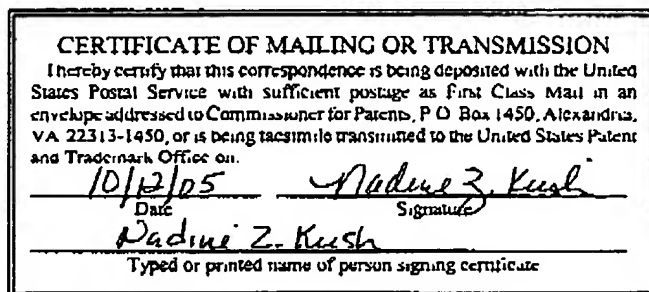 CERTIFICATE OF MAILING OR TRANSMISSION
I hereby certify that this correspondence is being deposited with the United
States Postal Service with sufficient postage as First Class Mail in an
envelope addressed to Commissioner for Patents, P O Box 1450, Alexandria,
VA 22313-1450, or is being facsimile transmitted to the United States Patent
and Trademark Office on.
10/12/05 Nadine Z. Kush
Date Signature
Nadine Z. Kush
Typed or printed name of person signing certificate